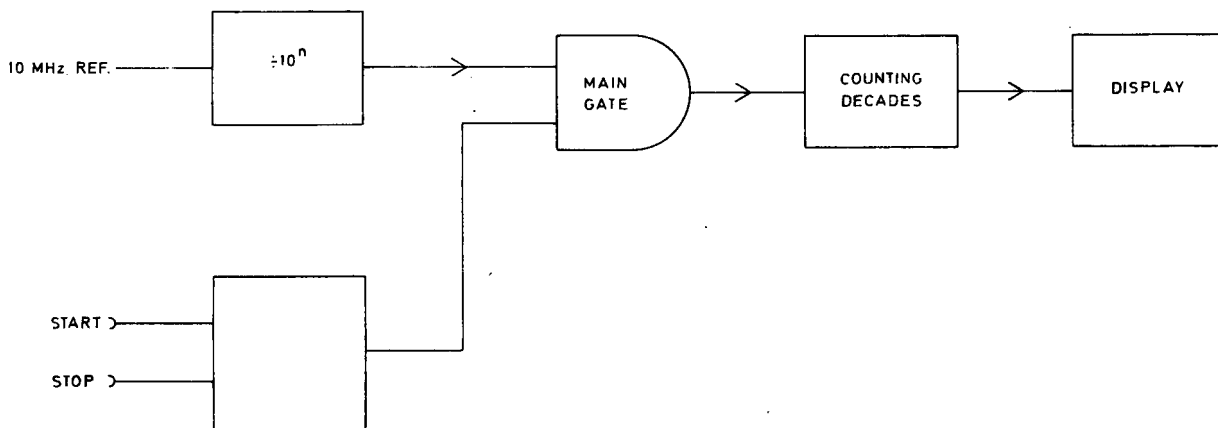 10 MHz REF.
÷10ⁿ
MAIN
GATE
COUNTING
DECADES
DISPLAY
START
STOP